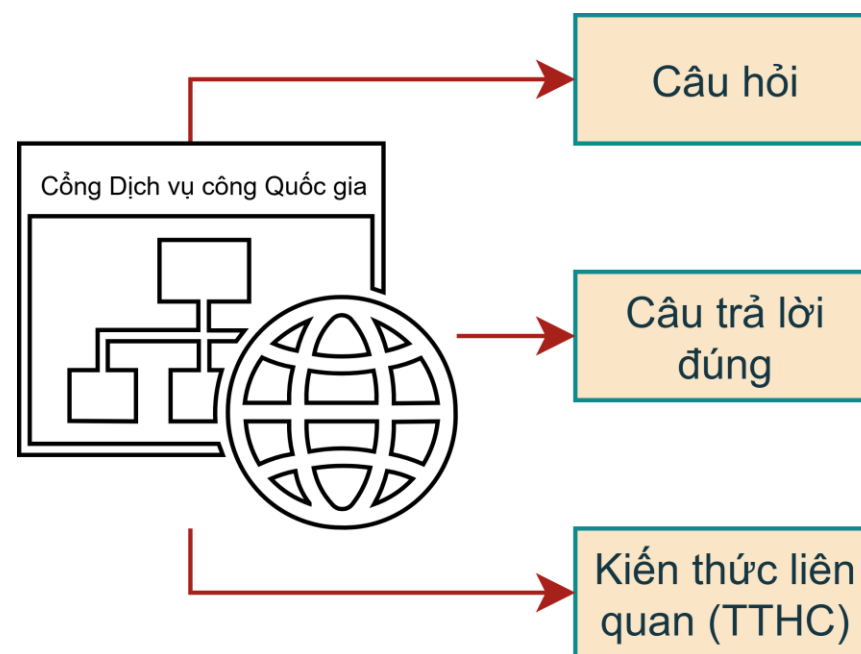 Câu hỏi
Cổng Dịch vụ công Quốc gia
Câu trả lời
đúng
Kiến thức liên
quan (TTHC)